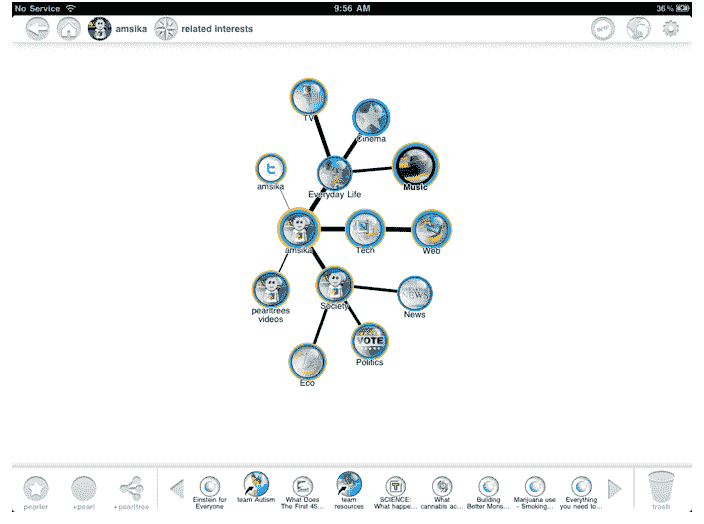 No Service
9:56 AM
36 %
amsika
related interests
TV
Cinema
amsika
Everyday Life
Music
amsika
Tech
Web
pearltrees
videos
Society
NEWS
News
VOTE
Politics
Eco
pearler
+pearl
+pearltree
Einstein for
Everyone
team Autism
What Does
The First 45...
team
resources
SCIENCE:
What happe...
What
cannabis ac...
Building
Better Mons...
Marijuana use
- Smoking...
Everything
you need to...
trash